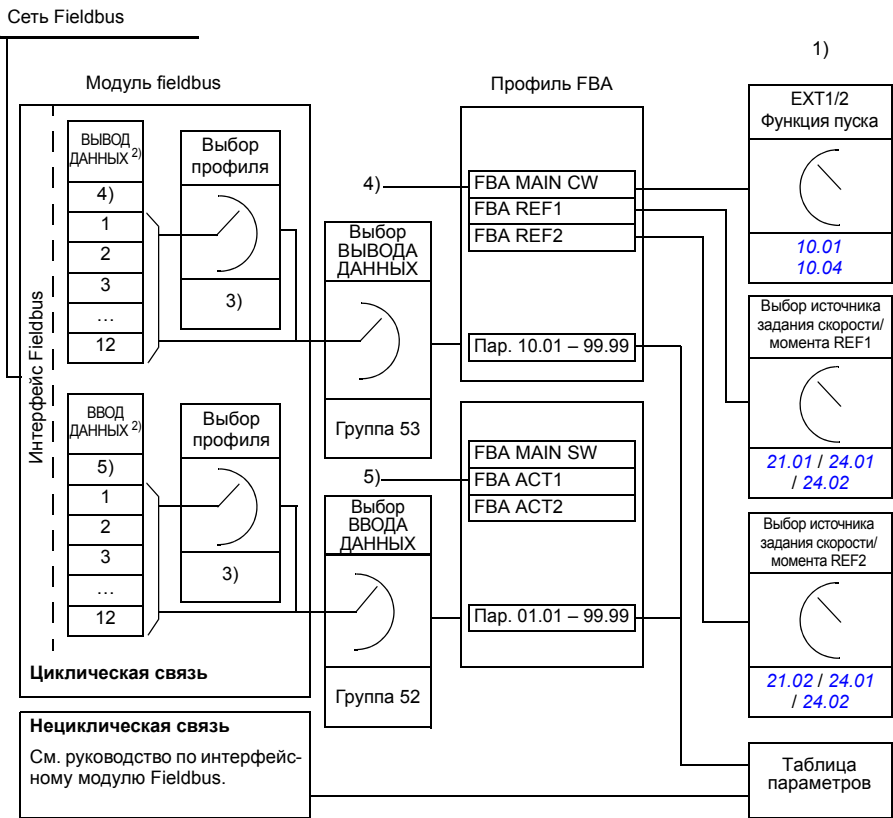 Сеть Fieldbus
1)
Модуль fieldbus
Профиль FBA
Интерфейс Fieldbus
ВЫВОД
ДАННЫХ 2)
4)
1
2
3
…
12
Выбор
профиля
3)
4)
Выбор
ВЫВОДА
ДАННЫХ
Группа 53
FBA MAIN CW
FBA REF1
FBA REF2
Пар. 10.01 – 99.99
EXT1/2
Функция пуска
10.01
10.04
Выбор источника
задания скорости/
момента REF1
21.01 / 24.01
/ 24.02
ВВОД
ДАННЫХ 2)
5)
1
2
3
…
12
Выбор
профиля
3)
5)
Выбор
ВВОДА
ДАННЫХ
Группа 52
FBA MAIN SW
FBA ACT1
FBA ACT2
Пар. 01.01 – 99.99
Выбор источника
задания скорости/
момента REF2
21.02 / 24.01
/ 24.02
Циклическая связь
Нециклическая связь
См. руководство по интерфейс-
ному модулю Fieldbus.
Таблица
параметров